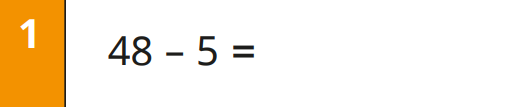 1
48 – 5 =